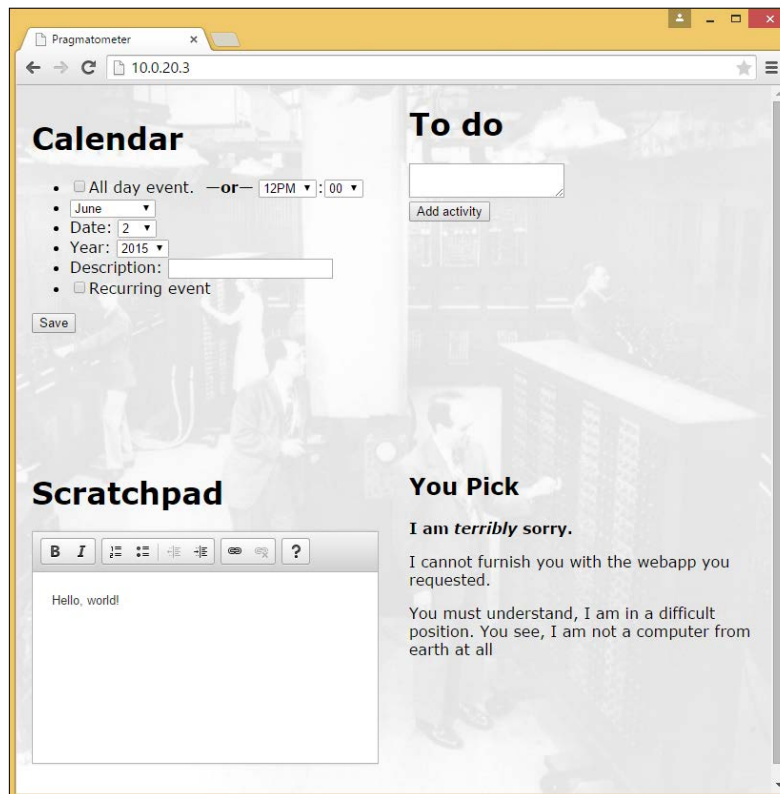 Pragmatometer
10.0.20.3
Calendar
All day event. —or— 12PM : 00
June
Date: 2
Year: 2015
Description:
Recurring event
Save
To do
Add activity
Scratchpad
B I ?
Hello, world!
You Pick
I am terribly sorry.
I cannot furnish you with the webapp you
requested.
You must understand, I am in a difficult
position. You see, I am not a computer from
earth at all